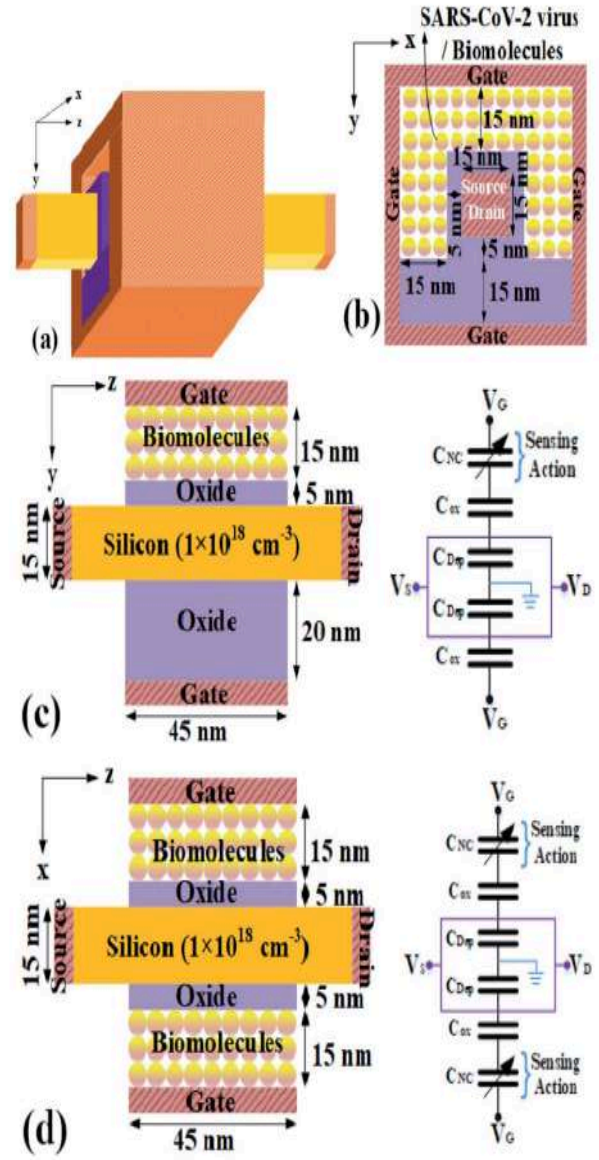 SARS-CoV-2 virus
/ Biomolecules
x
y
z
x
y
Gate
15 nm
15 nm
Source
Drain
15 nm
Gate
Gate
5 nm
5 nm
15 nm
15 nm
Gate
(a)
(b)
z
y
Gate
Biomolecules
15 nm
Oxide
5 nm
15 nm
Source
Silicon (1×10¹⁸ cm⁻³)
Drain
Oxide
20 nm
Gate
45 nm
(c)
V_G
C_NC
Sensing
Action
C_ox
C_Dep
V_S
V_D
C_Dep
C_ox
V_G
z
x
Gate
Biomolecules
15 nm
Oxide
5 nm
15 nm
Source
Silicon (1×10¹⁸ cm⁻³)
Drain
Oxide
5 nm
Biomolecules
15 nm
Gate
45 nm
(d)
V_G
C_NC
Sensing
Action
C_ox
C_Dep
V_S
V_D
C_Dep
C_ox
C_NC
Sensing
Action
V_G